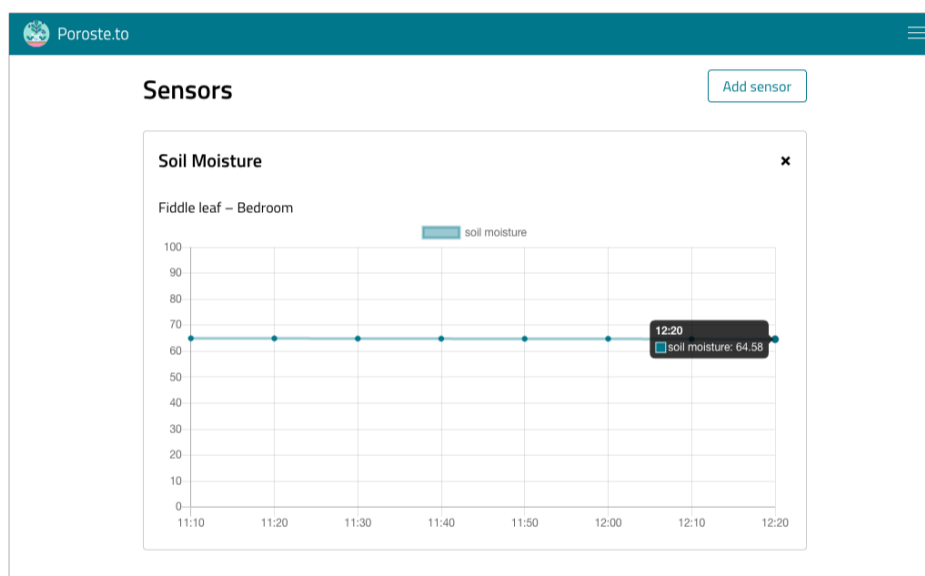 Poroste.to
Sensors
Add sensor
Soil Moisture
Fiddle leaf – Bedroom
soil moisture
100
90
80
70
60
50
40
30
20
10
0
12:20
soil moisture: 64.58
11:10 11:20 11:30 11:40 11:50 12:00 12:10 12:20